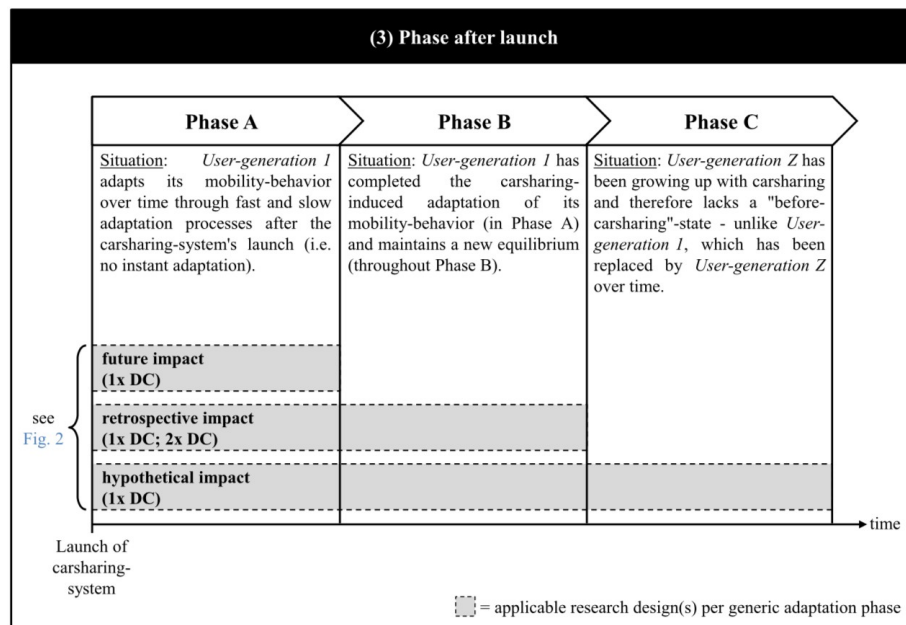 (3) Phase after launch
Phase A
Phase B
Phase C
Situation: User-generation 1
adapts its mobility-behavior
over time through fast and slow
adaptation processes after the
carsharing-system's launch (i.e.
no instant adaptation).
Situation: User-generation 1 has
completed the carsharing-
induced adaptation of its
mobility-behavior (in Phase A)
and maintains a new equilibrium
(throughout Phase B).
Situation: User-generation Z has
been growing up with carsharing
and therefore lacks a "before-
carsharing"-state - unlike User-
generation 1, which has been
replaced by User-generation Z
over time.
future impact
(1x DC)
see
Fig. 2
retrospective impact
(1x DC; 2x DC)
hypothetical impact
(1x DC)
time
Launch of
carsharing-
system
= applicable research design(s) per generic adaptation phase